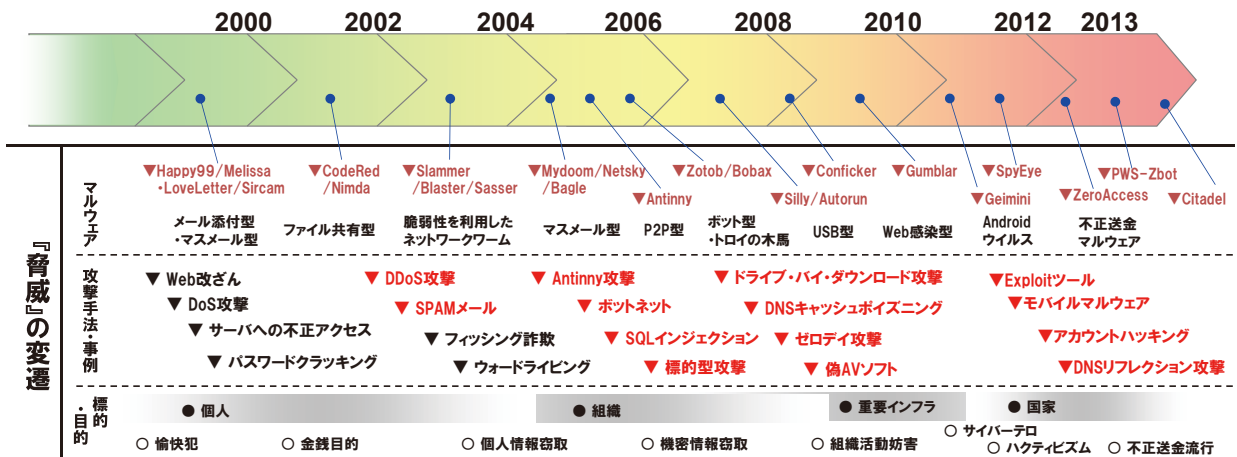 2000 2002 2004 2006 2008 2010 2012 2013
『脅威』の変遷
マルウェア
▼Happy99/Melissa
・LoveLetter/Sircam
▼CodeRed
/Nimda
▼Slammer
/Blaster/Sasser
▼Mydoom/Netsky
/Bagle
▼Antinny
▼Zotob/Bobax
▼Silly/Autorun
▼Conficker
▼Gumblar
▼Geimini
▼SpyEye
▼ZeroAccess
▼PWS-Zbot
▼Citadel
メール添付型
・マスメール型
ファイル共有型
脆弱性を利用した
ネットワークワーム
マスメール型
P2P型
ボット型
・トロイの木馬
USB型
Web感染型
Android
ウイルス
不正送金
マルウェア
攻撃手法・事例
▼Web改ざん
▼DoS攻撃
▼サーバへの不正アクセス
▼パスワードクラッキング
▼DDoS攻撃
▼SPAMメール
▼フィッシング詐欺
▼ウォードライビング
▼Antinny攻撃
▼ボットネット
▼SQLインジェクション
▼標的型攻撃
▼ドライブ・バイ・ダウンロード攻撃
▼DNSキャッシュポイズニング
▼ゼロデイ攻撃
▼偽AVソフト
▼Exploitツール
▼モバイルマルウェア
▼アカウントハッキング
▼DNSリフレクション攻撃
標的
・目的
●個人
●組織
●重要インフラ
●国家
○愉快犯
○金銭目的
○個人情報窃取
○機密情報窃取
○組織活動妨害
○サイバーテロ
○ハクティビズム
○不正送金流行